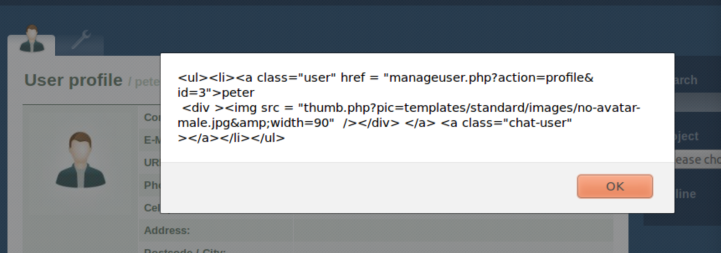 User profile / pete
<ul><li><a class="user" href = "manageuser.php?action=profile&
id=3">peter
<div ><img src = "thumb.php?pic=templates/standard/images/no-avatar-
male.jpg&amp;width=90"  /></div> </a> <a class="chat-user"
></a></li></ul>
OK
Co
E-M
UR
Pho
Cel
Address:
Postcode / City:
arch
oject
ease cho
line